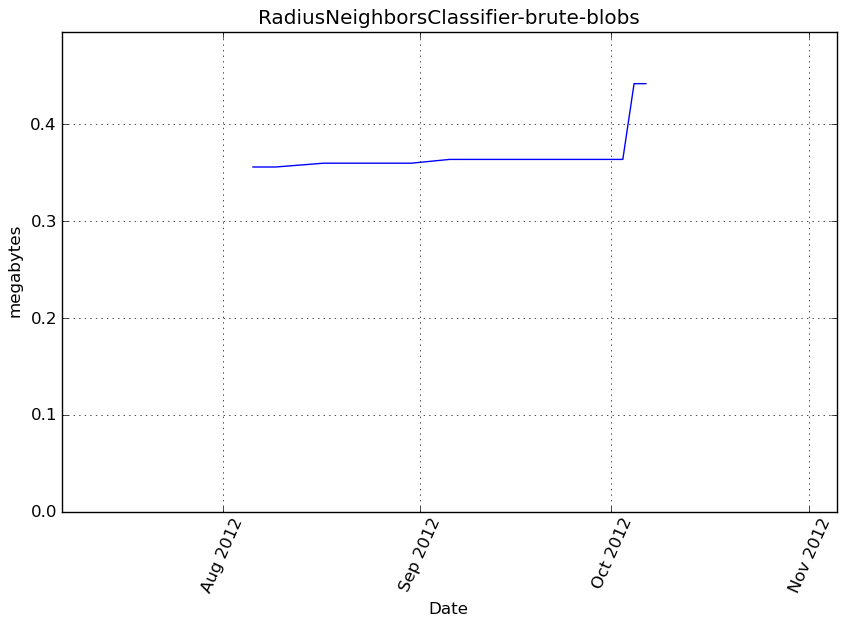 RadiusNeighborsClassifier-brute-blobs
0.4
0.3
0.2
0.1
0.0
megabytes
Aug 2012
Sep 2012
Oct 2012
Nov 2012
Date